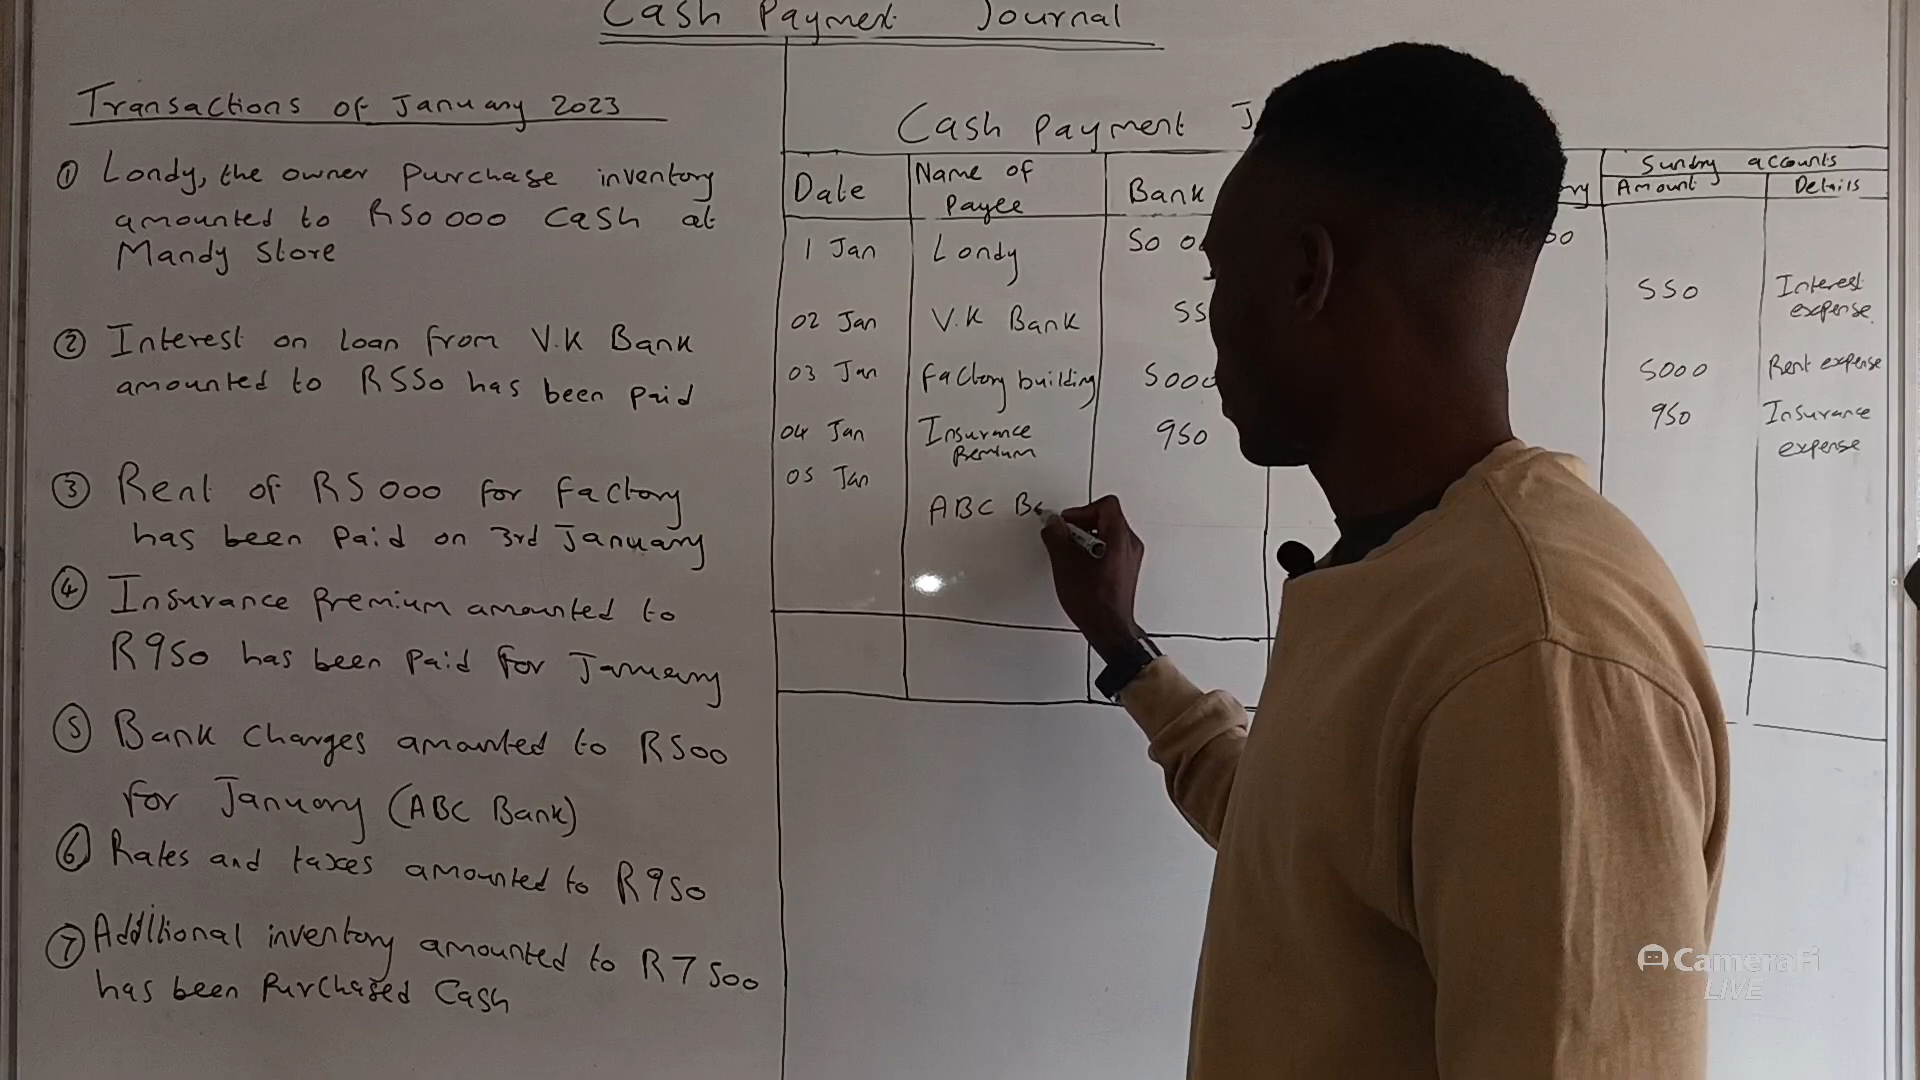 Cash Payment Journal
Transactions of January 2023
① Londy, the owner purchase inventory
amounted to R50 000 cash at
Mandy Store
② Interest on loan from V.K Bank
amounted to R550 has been paid
③ Rent of R5 000 for factory
has been paid on 3rd January
④ Insurance Premium amounted to
R950 has been paid for January
⑤ Bank charges amounted to R500
for January (ABC Bank)
⑥ Rates and taxes amounted to R950
⑦ Additional inventory amounted to R7 500
has been purchased cash
Cash Payment J
Sundry accounts
Date Name of Payee Bank Amount Details
1 Jan Londy 50
02 Jan V.K Bank 550 Interest expense
03 Jan Factory building 5000 5000 Rent expense
04 Jan Insurance Premium 950 950 Insurance expense
05 Jan
ABC
CameraFi
LIVE